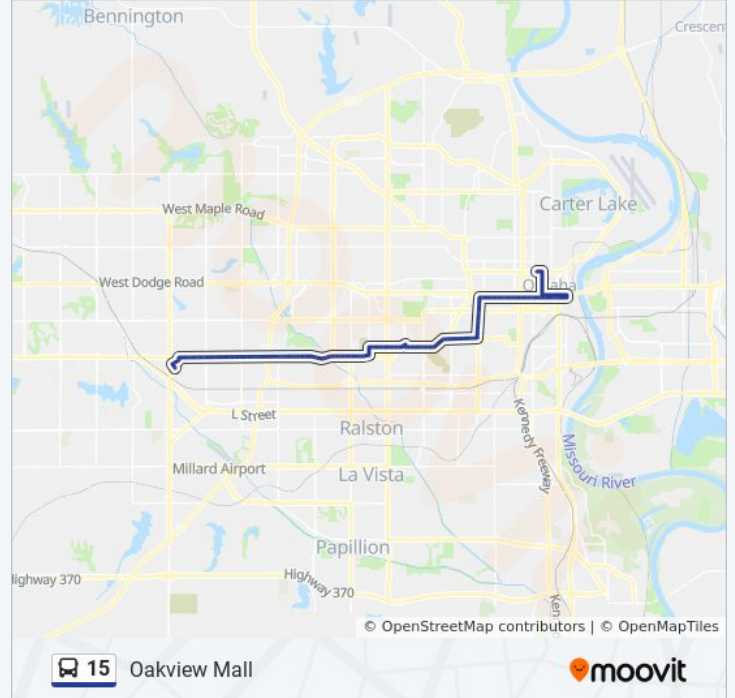 Bennington
Crescent
West Maple Road
Carter Lake
West Dodge Road
Omaha
L Street
Ralston
Kennedy Freeway
Missouri River
Millard Airport
La Vista
Papillion
Highway 370
Highway 370
Ken
© OpenStreetMap contributors | © OpenMapTiles
15 Oakview Mall
moovit